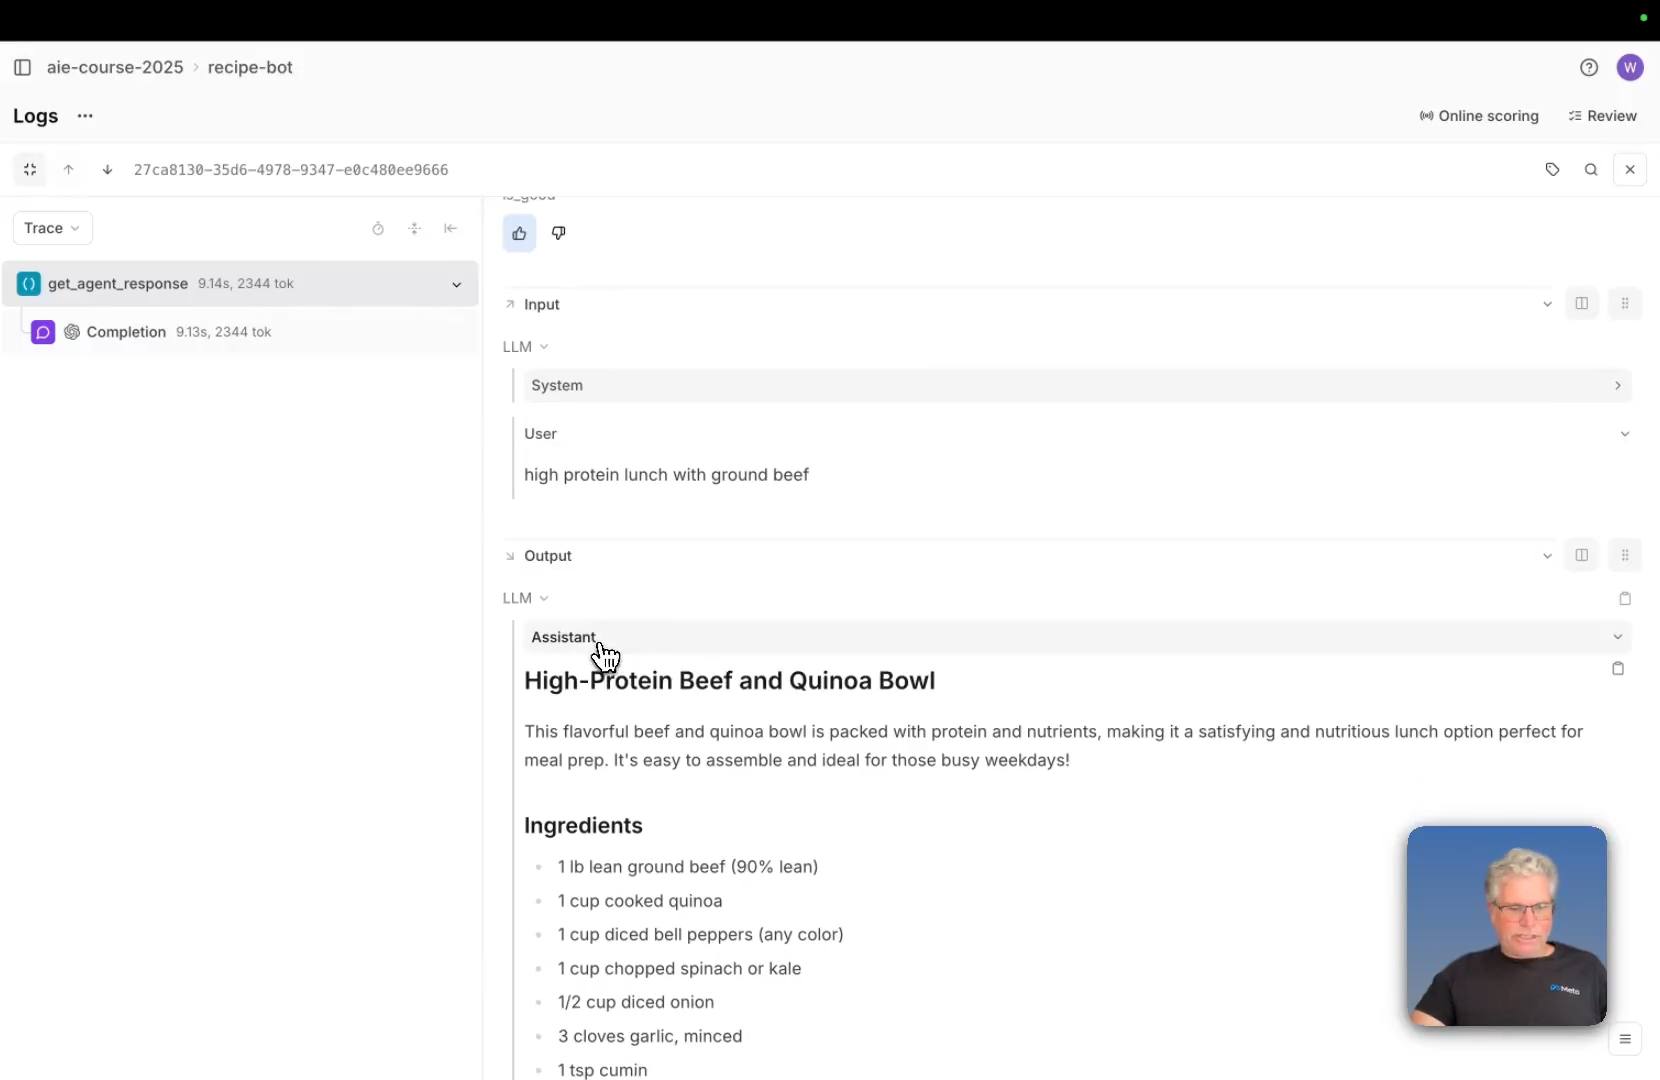 aie-course-2025 > recipe-bot
W
Logs
Online scoring
Review
27ca8130-35d6-4978-9347-e0c480ee9666
is_good
Trace
get_agent_response 9.14s, 2344 tok
Completion 9.13s, 2344 tok
Input
LLM
System
User
high protein lunch with ground beef
Output
LLM
Assistant
High-Protein Beef and Quinoa Bowl
This flavorful beef and quinoa bowl is packed with protein and nutrients, making it a satisfying and nutritious lunch option perfect for
meal prep. It's easy to assemble and ideal for those busy weekdays!
Ingredients
1 lb lean ground beef (90% lean)
1 cup cooked quinoa
1 cup diced bell peppers (any color)
1 cup chopped spinach or kale
1/2 cup diced onion
3 cloves garlic, minced
1 tsp cumin
Meta